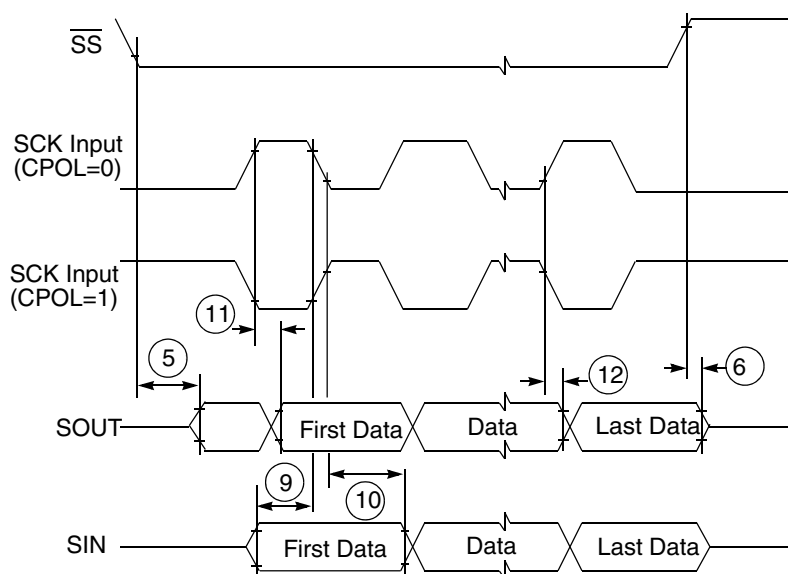 SS
SCK Input
(CPOL=0)
SCK Input
(CPOL=1)
11
5
12
6
SOUT
First Data
Data
Last Data
9
10
SIN
First Data
Data
Last Data